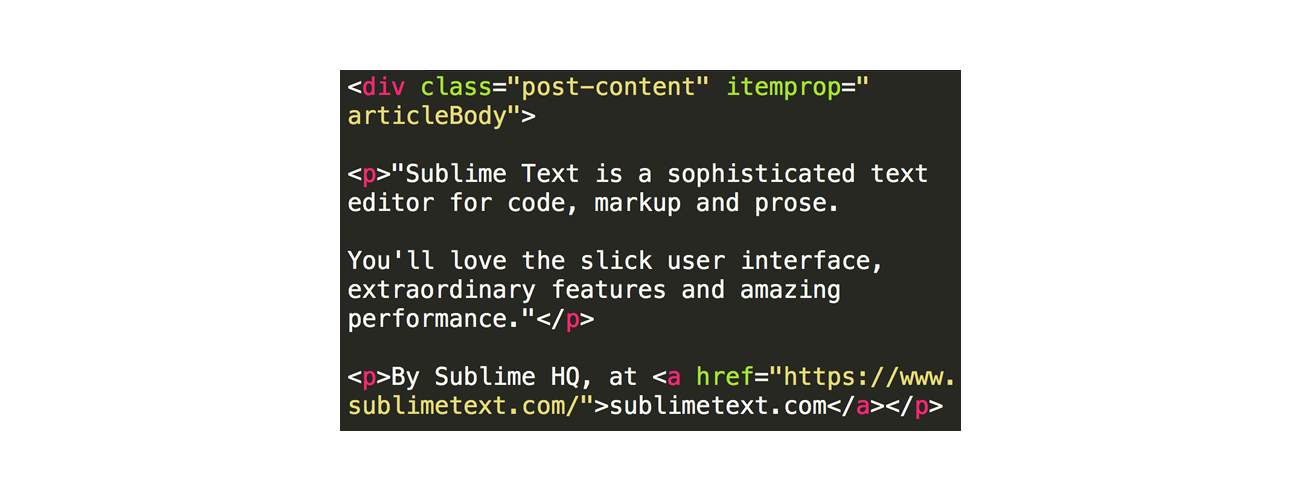 <div class="post-content" itemprop="
articleBody">
<p>"Sublime Text is a sophisticated text
editor for code, markup and prose.
You'll love the slick user interface,
extraordinary features and amazing
performance."</p>
<p>By Sublime HQ, at <a href="https://www.
sublimetext.com/">sublimetext.com</a></p>